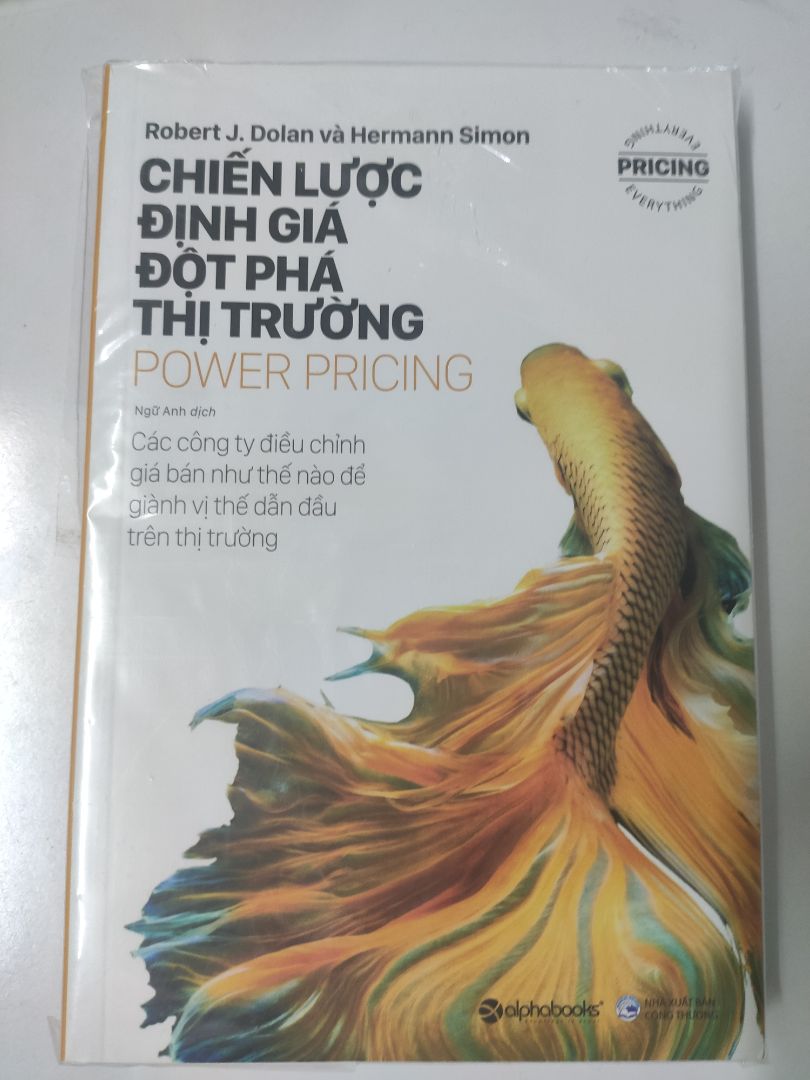 Robert J. Dolan và Hermann Simon
EVERYTHING
PRICING
EVERYTHING
CHIẾN LƯỢC
ĐỊNH GIÁ
ĐỘT PHÁ
THỊ TRƯỜNG
POWER PRICING
Ngữ Anh dịch
Các công ty điều chỉnh
giá bán như thế nào để
giành vị thế dẫn đầu
trên thị trường
alphabooks®
NHÀ XUẤT BẢN
CÔNG THƯƠNG